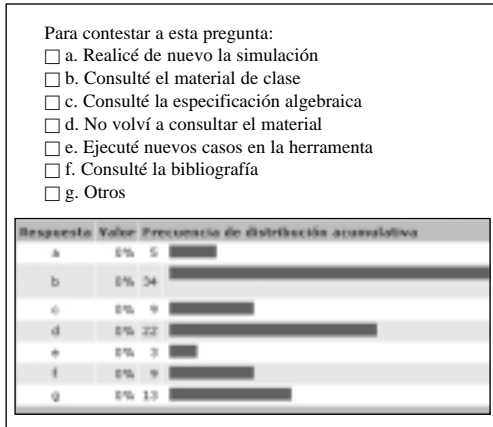 Para contestar a esta pregunta:
□ a. Realicé de nuevo la simulación
□ b. Consulté el material de clase
□ c. Consulté la especificación algebraica
□ d. No volví a consultar el material
□ e. Ejecuté nuevos casos en la herramenta
□ f. Consulté la bibliografía
□ g. Otros
Respuesta Valor Frecuencia de distribución acumulativa
a 0% 5
b 0% 34
c 0% 9
d 0% 22
e 0% 3
f 0% 9
g 0% 13